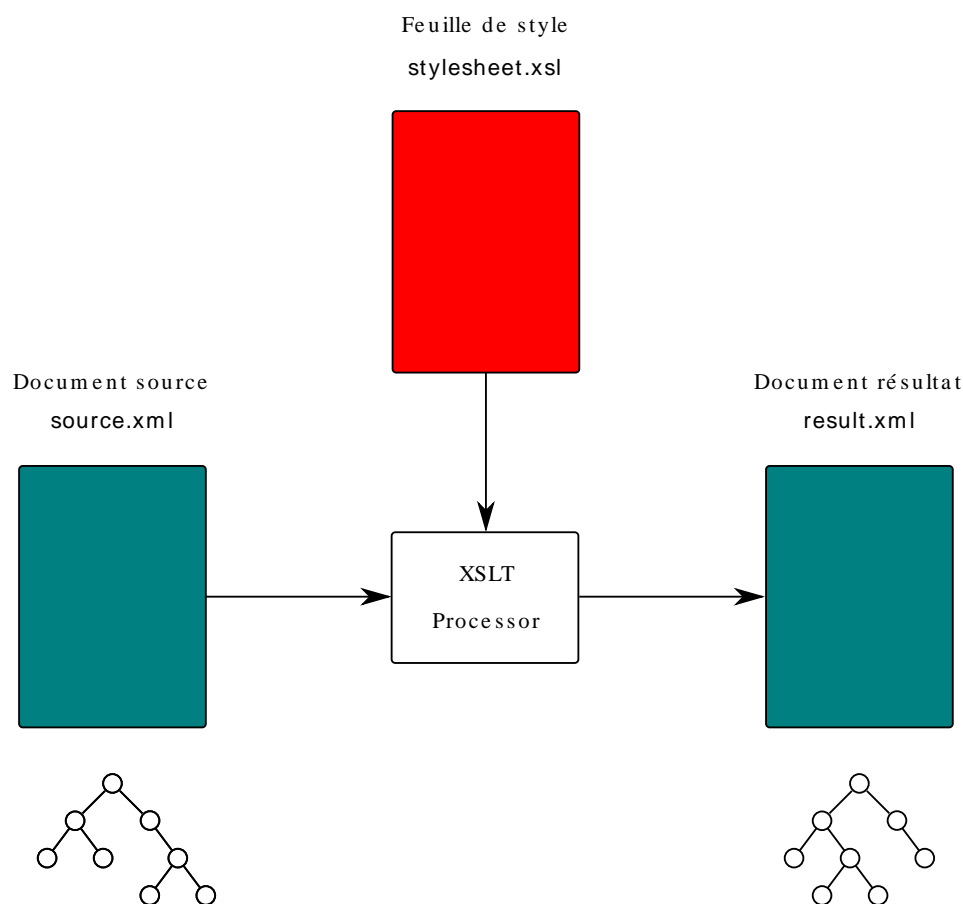 Feuille de style
stylesheet.xsl
Document source
source.xml
Document résultat
result.xml
XSLT
Processor